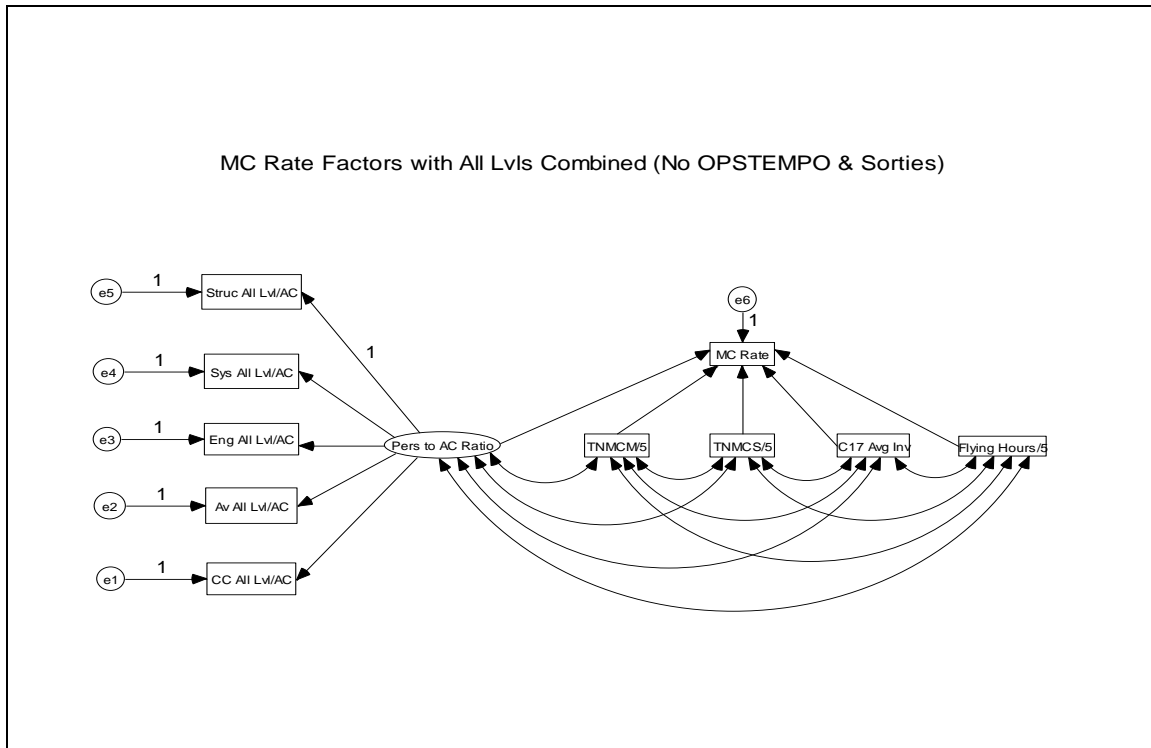 MC Rate Factors with All Lvls Combined (No OPSTEMPO & Sorties)
e5
1
Struc All Lvl/AC
1
e4
1
Sys All Lvl/AC
e3
1
Eng All Lvl/AC
e2
1
Av All Lvl/AC
e1
1
CC All Lvl/AC
Pers to AC Ratio
e6
1
MC Rate
TNMCM/5
TNMCS/5
C17 Avg Inv
Flying Hours/5